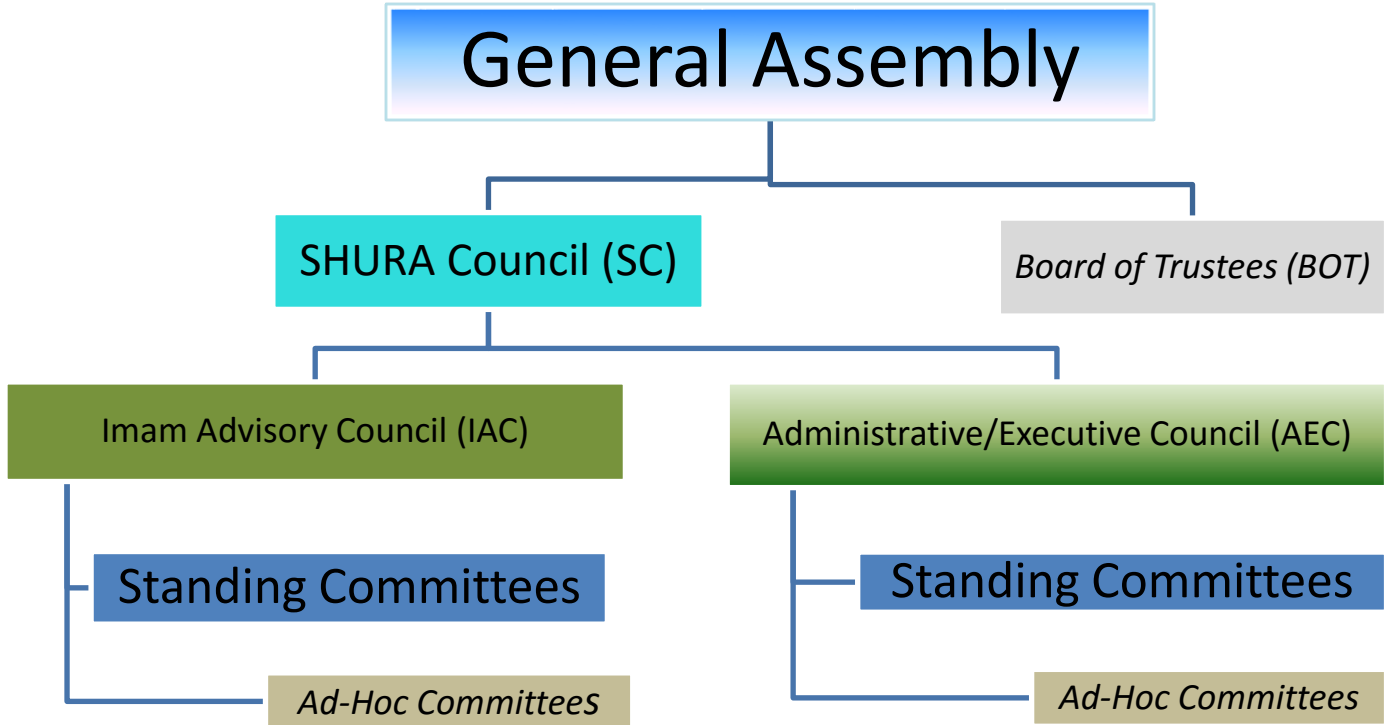 General Assembly
SHURA Council (SC)
Board of Trustees (BOT)
Imam Advisory Council (IAC)
Administrative/Executive Council (AEC)
Standing Committees
Standing Committees
Ad-Hoc Committees
Ad-Hoc Committees